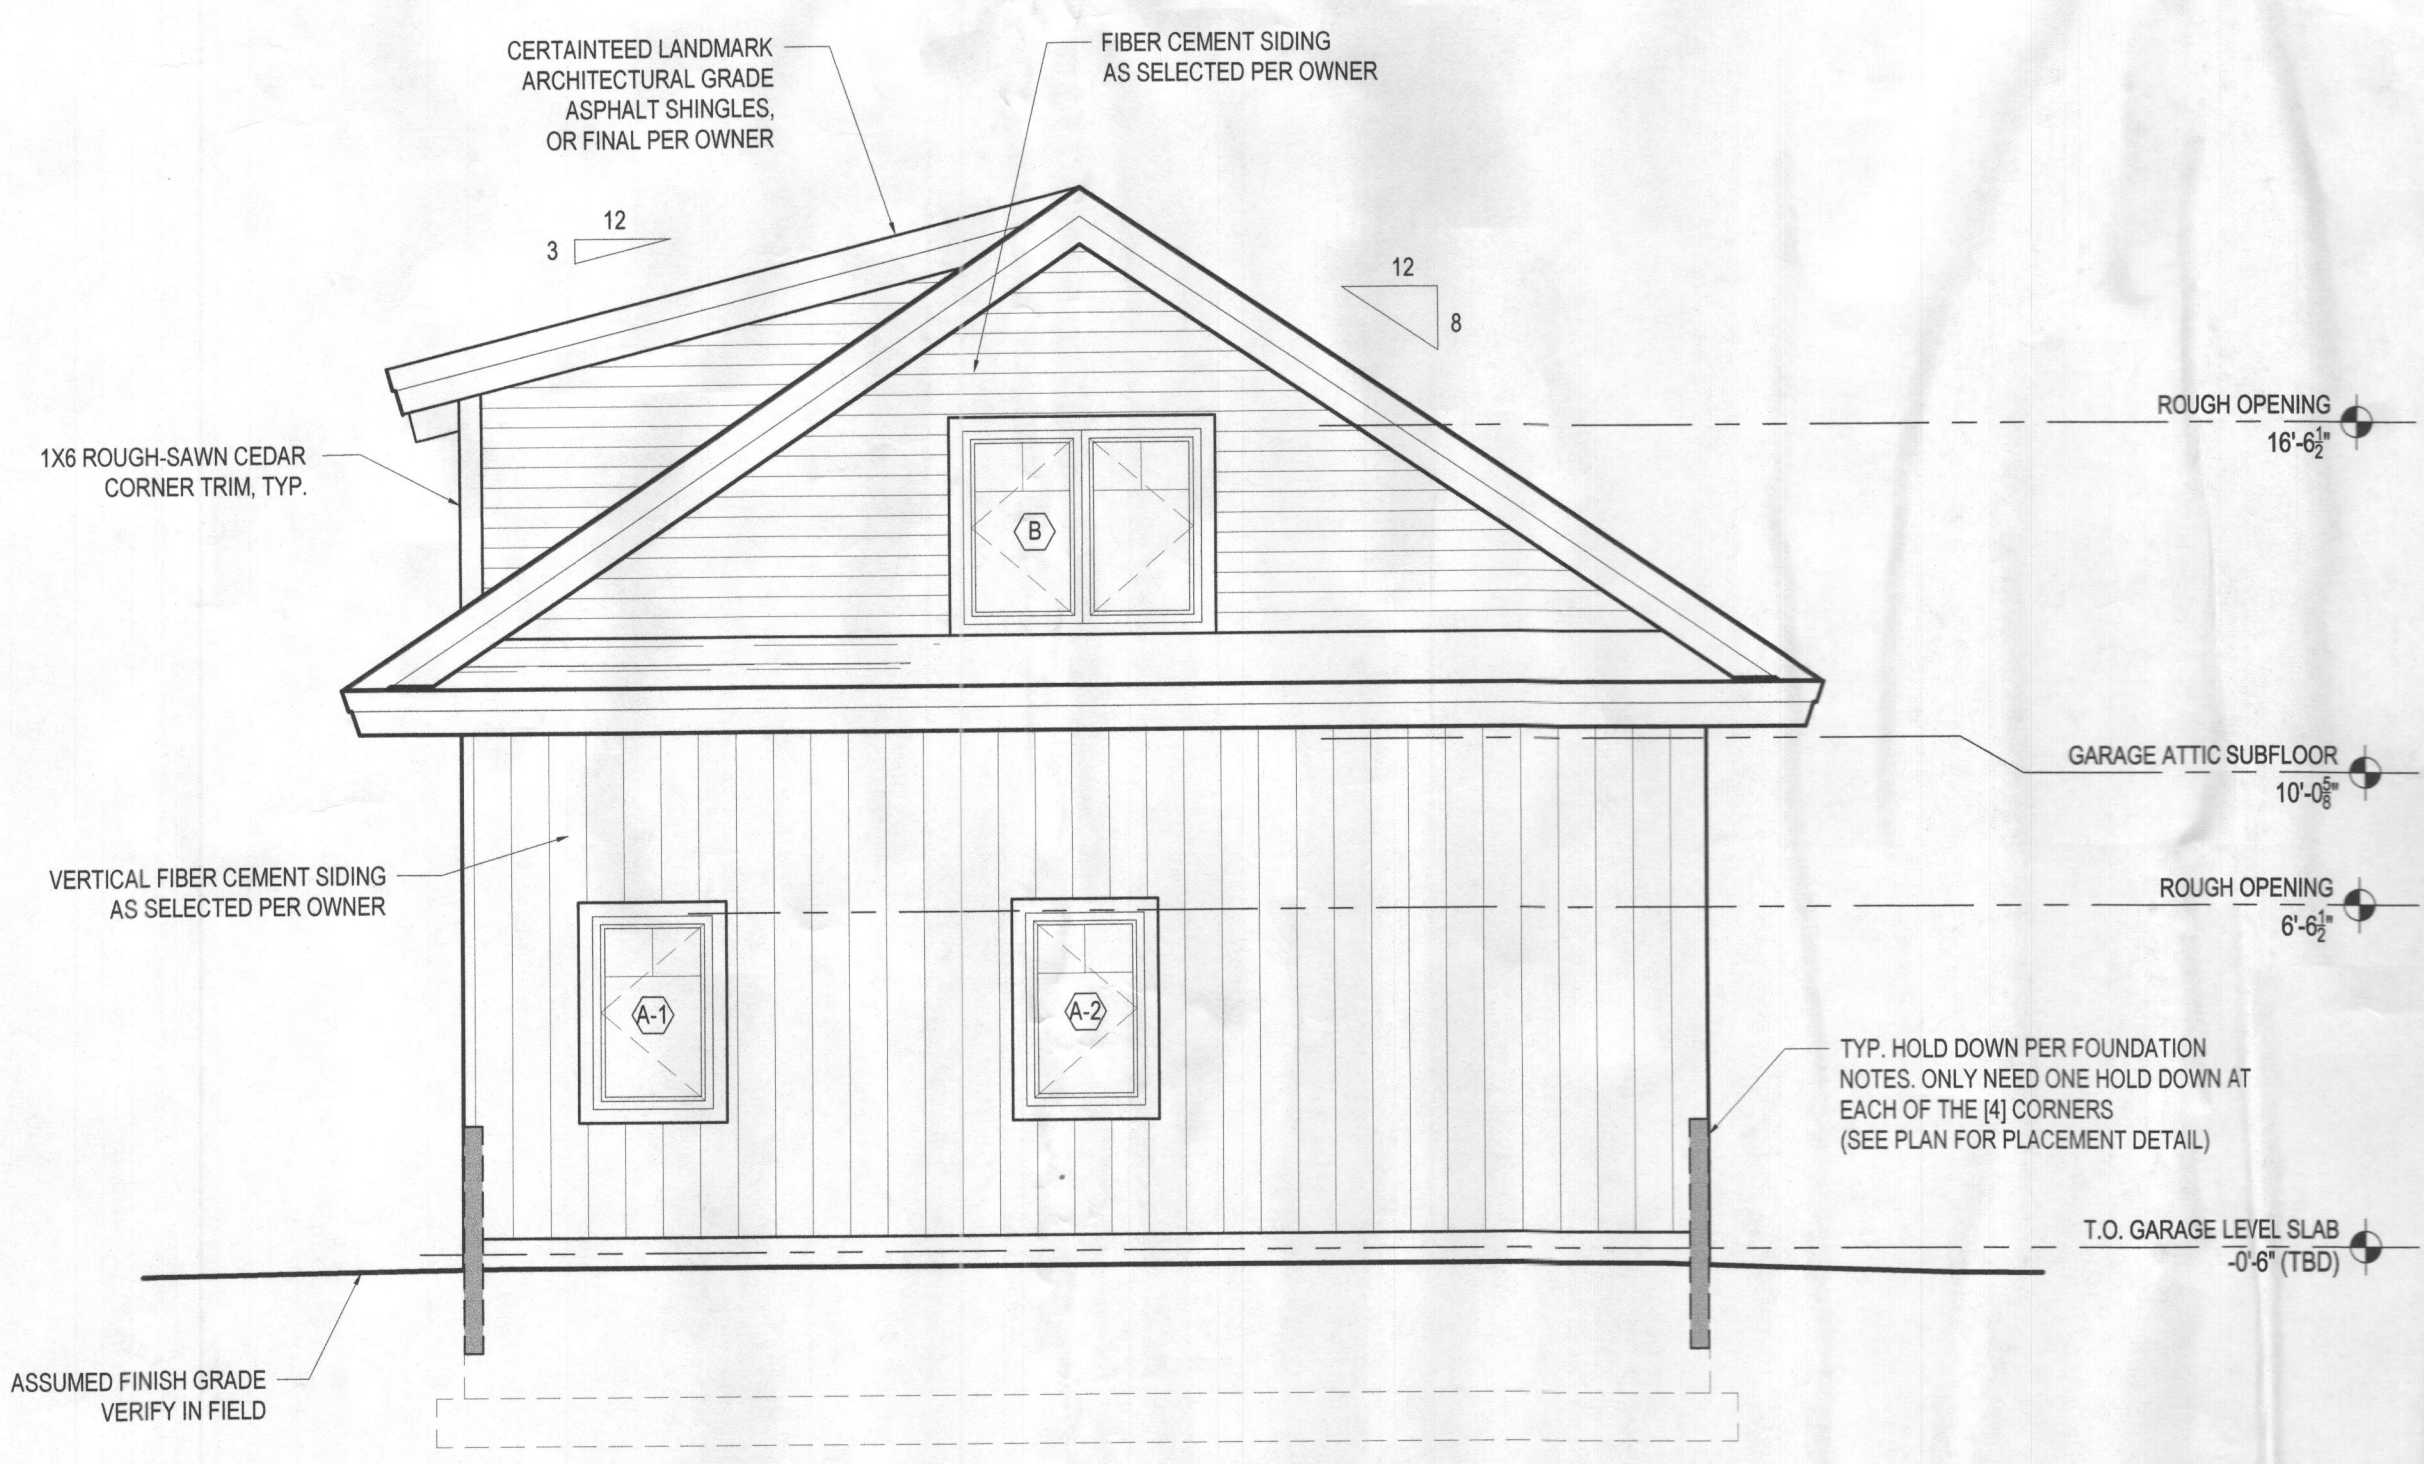 CERTAINTEED LANDMARK
ARCHITECTURAL GRADE
ASPHALT SHINGLES,
OR FINAL PER OWNER
FIBER CEMENT SIDING
AS SELECTED PER OWNER
12
3
12
8
1X6 ROUGH-SAWN CEDAR
CORNER TRIM, TYP.
B
ROUGH OPENING
16'-6½"
GARAGE ATTIC SUBFLOOR
10'-0⅝"
VERTICAL FIBER CEMENT SIDING
AS SELECTED PER OWNER
ROUGH OPENING
6'-6½"
A-1
A-2
TYP. HOLD DOWN PER FOUNDATION
NOTES. ONLY NEED ONE HOLD DOWN AT
EACH OF THE [4] CORNERS
(SEE PLAN FOR PLACEMENT DETAIL)
T.O. GARAGE LEVEL SLAB
-0'-6" (TBD)
ASSUMED FINISH GRADE
VERIFY IN FIELD